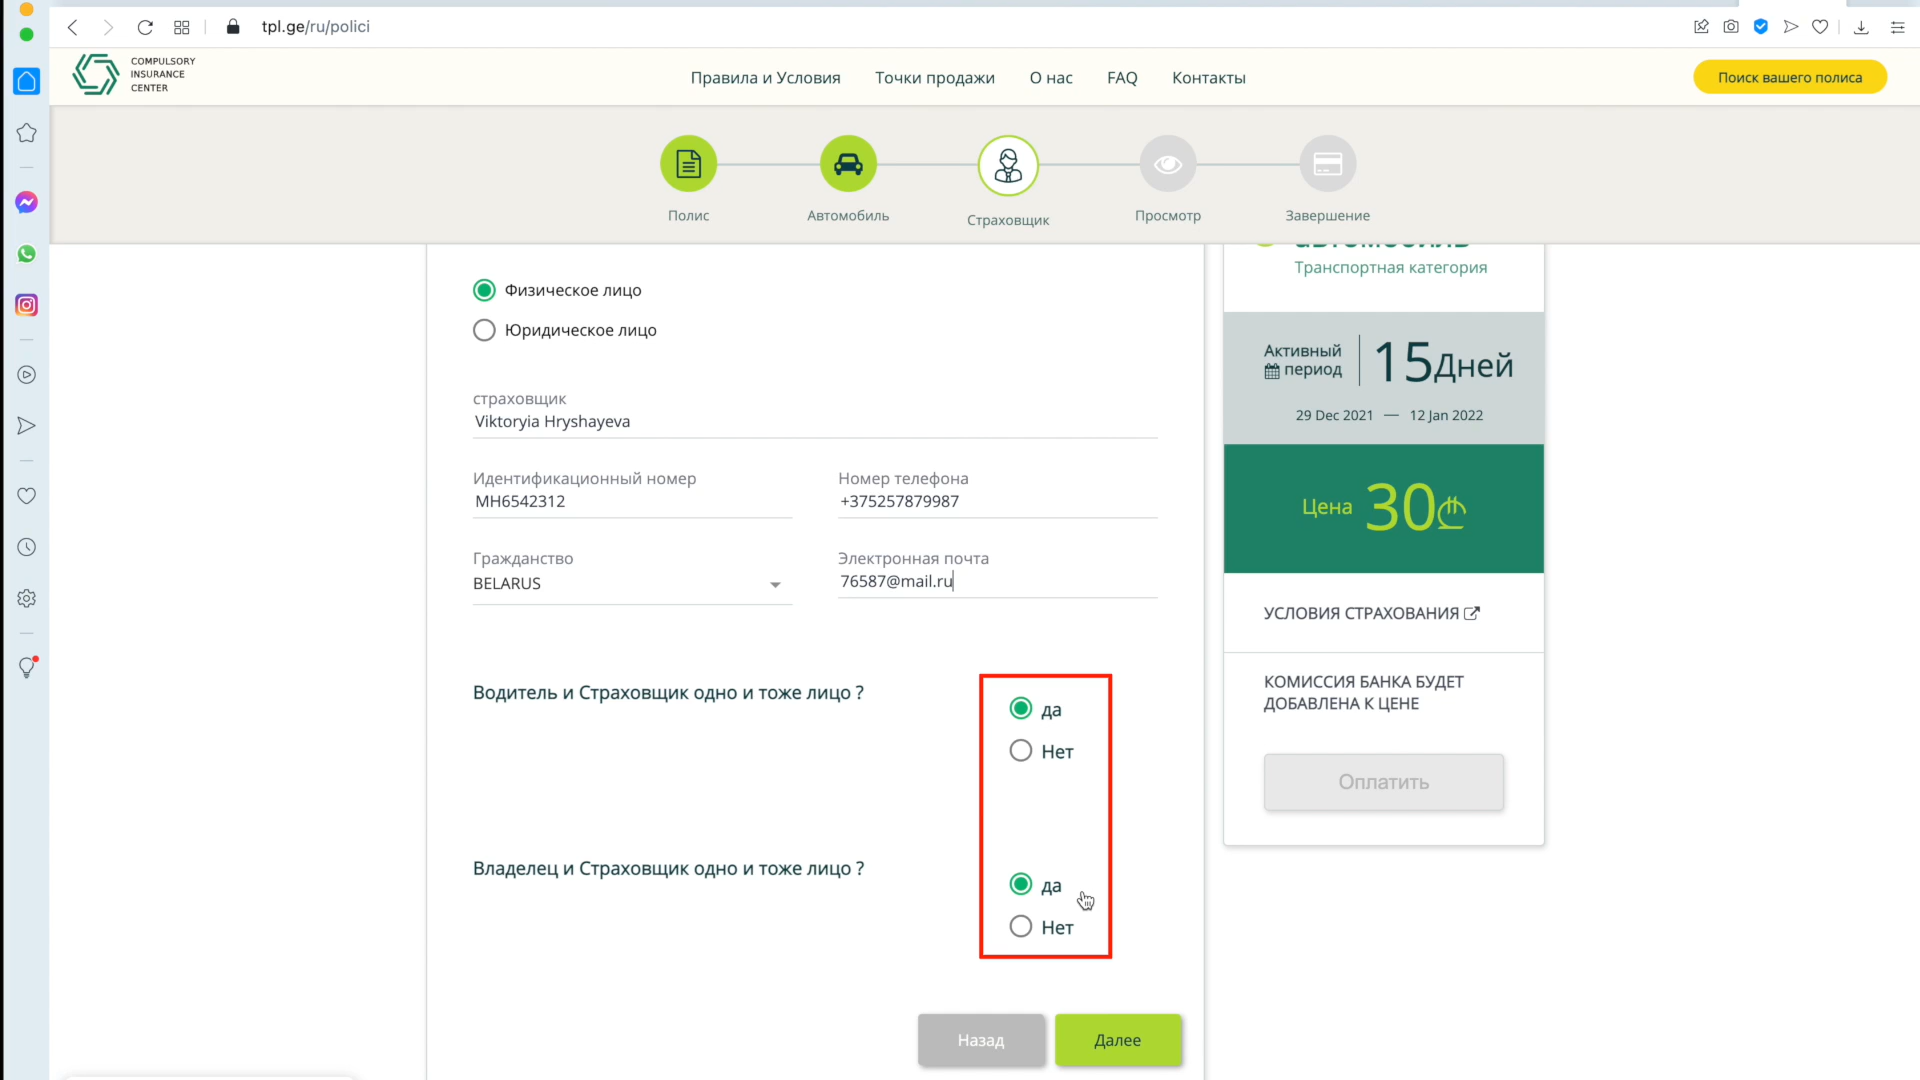 tpl.ge/ru/polici
COMPULSORY
INSURANCE
CENTER
Правила и Условия
Точки продажи
О нас
FAQ
Контакты
Поиск вашего полиса
Полис
Автомобиль
Страховщик
Просмотр
Завершение
Физическое лицо
Юридическое лицо
страховщик
Viktoryia Hryshayeva
Идентификационный номер
MH6542312
Номер телефона
+375257879987
Гражданство
BELARUS
Электронная почта
76587@mail.ru
Водитель и Страховщик одно и тоже лицо ?
да
Нет
Владелец и Страховщик одно и тоже лицо ?
да
Нет
Назад
Далее
Транспортная категория
Активный
период
15Дней
29 Dec 2021 — 12 Jan 2022
Цена 30₾
УСЛОВИЯ СТРАХОВАНИЯ
КОМИССИЯ БАНКА БУДЕТ
ДОБАВЛЕНА К ЦЕНЕ
Оплатить